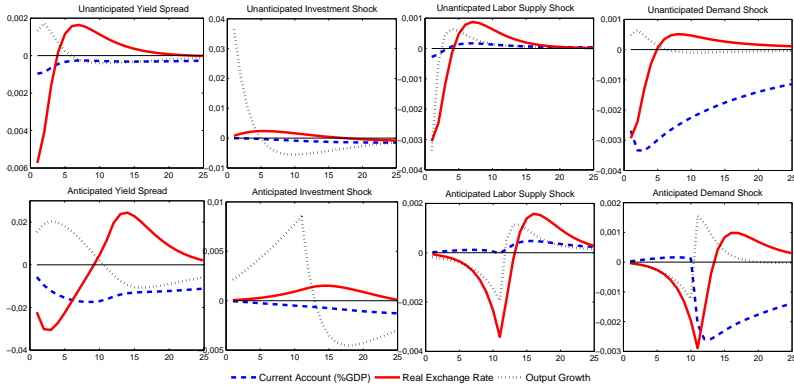 Unanticipated Yield Spread
0,002
0
−0,002
−0,004
−0,006
0 5 10 15 20 25
Unanticipated Investment Shock
0,04
0,03
0,02
0,01
0
−0,01
0 5 10 15 20 25
Unanticipated Labor Supply Shock
0,001
0
−0,001
−0,002
−0,003
−0,004
0 5 10 15 20 25
Unanticipated Demand Shock
0,001
0
−0,001
−0,002
−0,003
−0,004
0 5 10 15 20 25
Anticipated Yield Spread
0,02
0
−0,02
−0,04
0 5 10 15 20 25
Anticipated Investment Shock
0,01
0,005
0
−0,005
0 5 10 15 20 25
Anticipated Labor Supply Shock
0,002
0
−0,002
−0,004
0 5 10 15 20 25
Anticipated Demand Shock
0,002
0,001
0
−0,001
−0,002
−0,003
0 5 10 15 20 25
Current Account (%GDP) Real Exchange Rate Output Growth